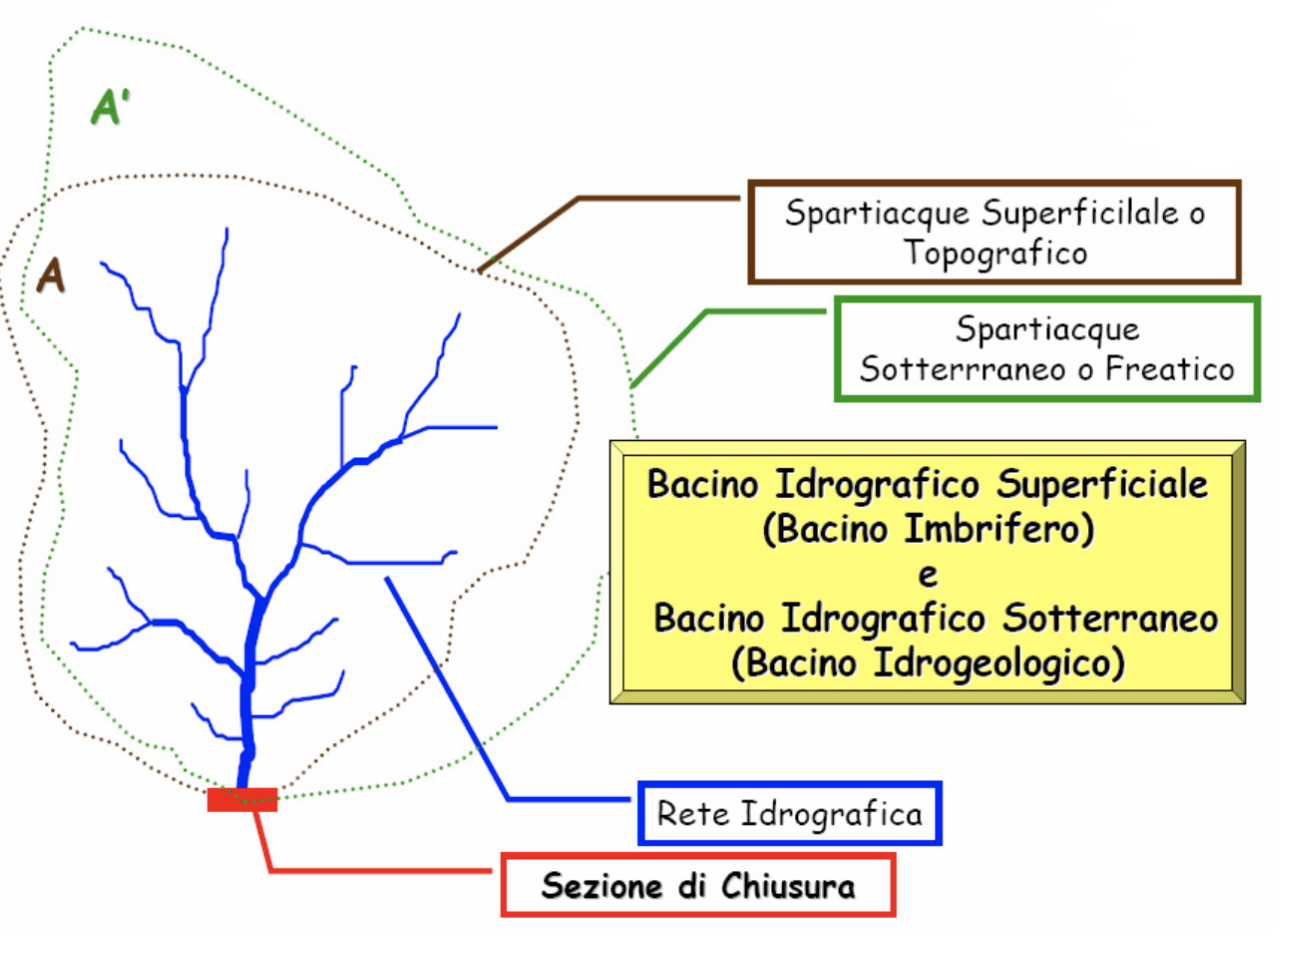 A'
A
Spartiacque Superficilale o
Topografico
Spartiacque
Sotterrraneo o Freatico
Bacino Idrografico Superficiale
(Bacino Imbrifero)
e
Bacino Idrografico Sotterraneo
(Bacino Idrogeologico)
Rete Idrografica
Sezione di Chiusura